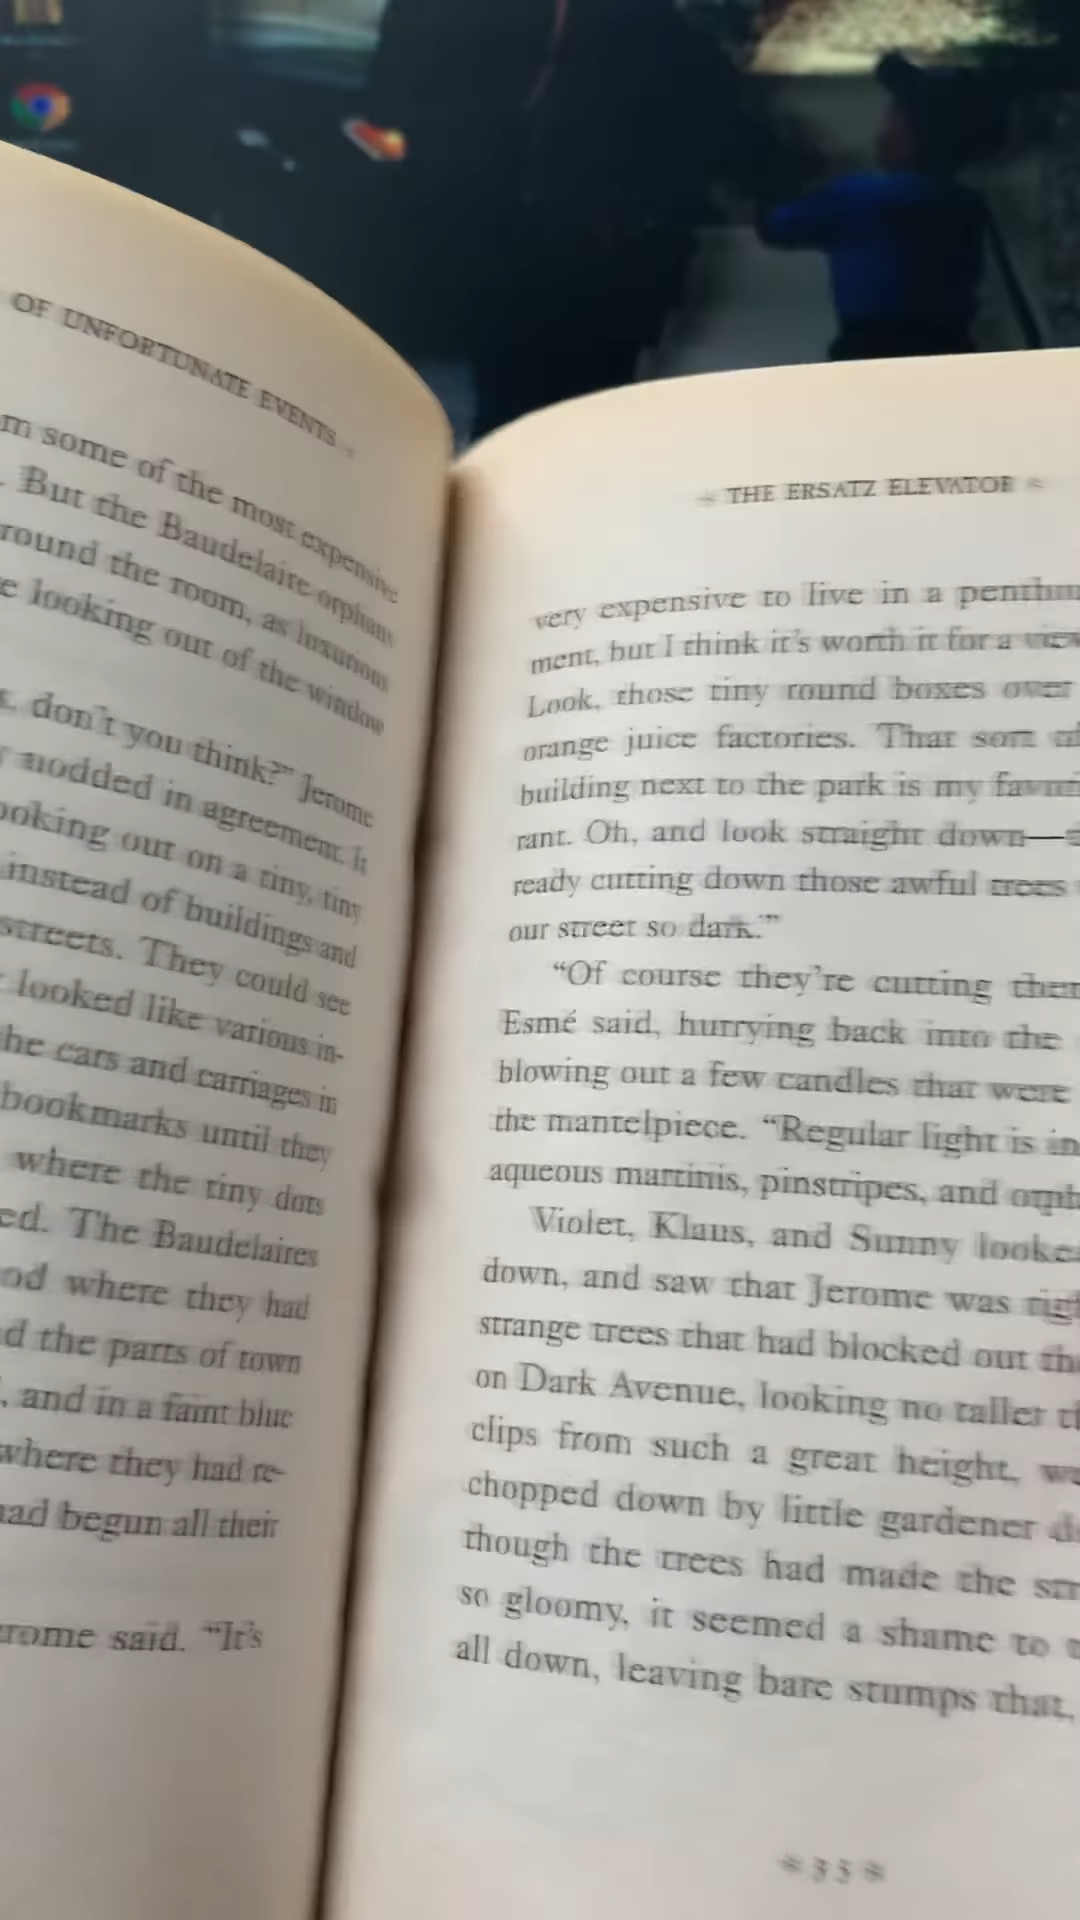 OF UNFORTUNATE EVENTS
m some of the most expensive
. But the Baudelaire orphans
round the room, as luxurious
e looking out of the window
, don't you think?" Jerome
nodded in agreement. It
ooking out on a tiny, tiny
instead of buildings and
streets. They could see
looked like various in-
he cars and carriages in
bookmarks until they
where the tiny dots
ed. The Baudelaires
od where they had
d the parts of town
, and in a faint blue
where they had re-
had begun all their
rome said. "It's
THE ERSATZ ELEVATOR
very expensive to live in a penthou
ment, but I think it's worth it for a view
Look, those tiny round boxes over
orange juice factories. That sort of
building next to the park is my favori
rant. Oh, and look straight down—
ready cutting down those awful trees
our street so dark."
"Of course they're cutting them
Esmé said, hurrying back into the
blowing out a few candles that were
the mantelpiece. "Regular light is in
aqueous martinis, pinstripes, and orph
Violet, Klaus, and Sunny looked
down, and saw that Jerome was righ
strange trees that had blocked out the
on Dark Avenue, looking no taller th
clips from such a great height, we
chopped down by little gardener d
though the trees had made the str
so gloomy, it seemed a shame to t
all down, leaving bare stumps that,